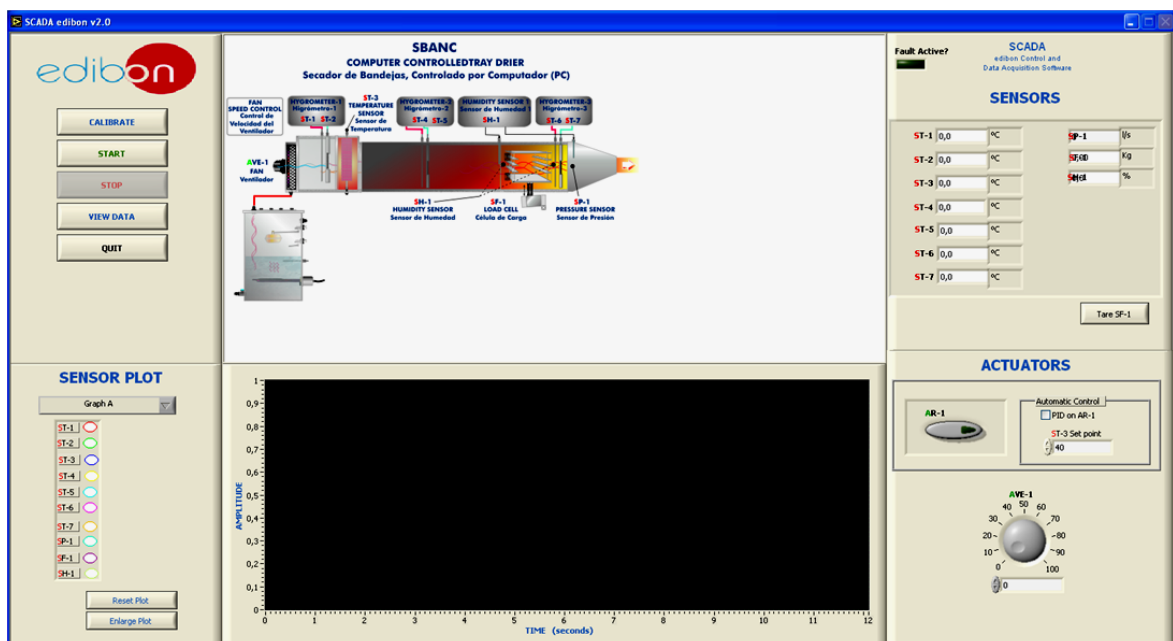 SCADA edibon v2.0
edibon
CALIBRATE
START
STOP
VIEW DATA
QUIT
SBANC
COMPUTER CONTROLLEDTRAY DRIER
Secador de Bandejas, Controlado por Computador (PC)
FAN
SPEED CONTROL
Control de
Velocidad del
Ventilador
HYGROMETER-1
Higrómetro-1
ST-1 ST-2
ST-3
TEMPERATURE
SENSOR
Sensor de
Temperatura
HYGROMETER-2
Higrómetro-2
ST-4 ST-5
HUMIDITY SENSOR 1
Sensor de Humedad 1
SH-1
HYGROMETER-3
Higrómetro-3
ST-6 ST-7
AVE-1
FAN
Ventilador
SH-1
HUMIDITY SENSOR
Sensor de Humedad
SF-1
LOAD CELL
Célula de Carga
SP-1
PRESSURE SENSOR
Sensor de Presión
Fault Active?
SCADA
edibon Control and
Data Acquisition Software
SENSORS
ST-1 0,0 ºC
ST-2 0,0 ºC
ST-3 0,0 ºC
ST-4 0,0 ºC
ST-5 0,0 ºC
ST-6 0,0 ºC
ST-7 0,0 ºC
l/s
Kg
%
Tare SF-1
SENSOR PLOT
Graph A
ST-1
ST-2
ST-3
ST-4
ST-5
ST-6
ST-7
SP-1
SF-1
SH-1
Reset Plot
Enlarge Plot
AMPLITUDE
1
0,9
0,8
0,7
0,6
0,5
0,4
0,3
0,2
0,1
0
0 1 2 3 4 5 6 7 8 9 10 11 12
TIME (seconds)
ACTUATORS
AR-1
Automatic Control
PID on AR-1
ST-3 Set point
40
AVE-1
0 10 20 30 40 50 60 70 80 90 100
0